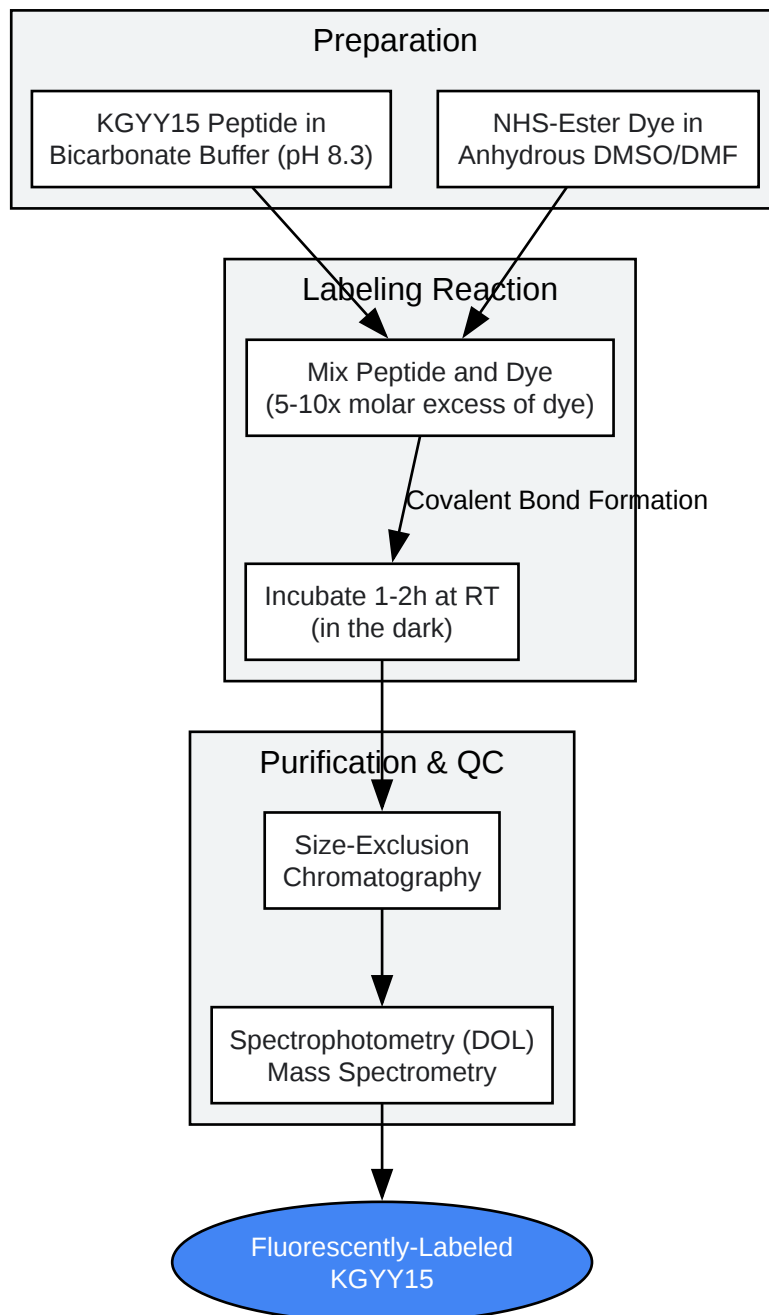 Preparation
KGYY15 Peptide in
Bicarbonate Buffer (pH 8.3)
NHS-Ester Dye in
Anhydrous DMSO/DMF
Labeling Reaction
Mix Peptide and Dye
(5-10x molar excess of dye)
Covalent Bond Formation
Incubate 1-2h at RT
(in the dark)
Purification & QC
Size-Exclusion
Chromatography
Spectrophotometry (DOL)
Mass Spectrometry
Fluorescently-Labeled
KGYY15